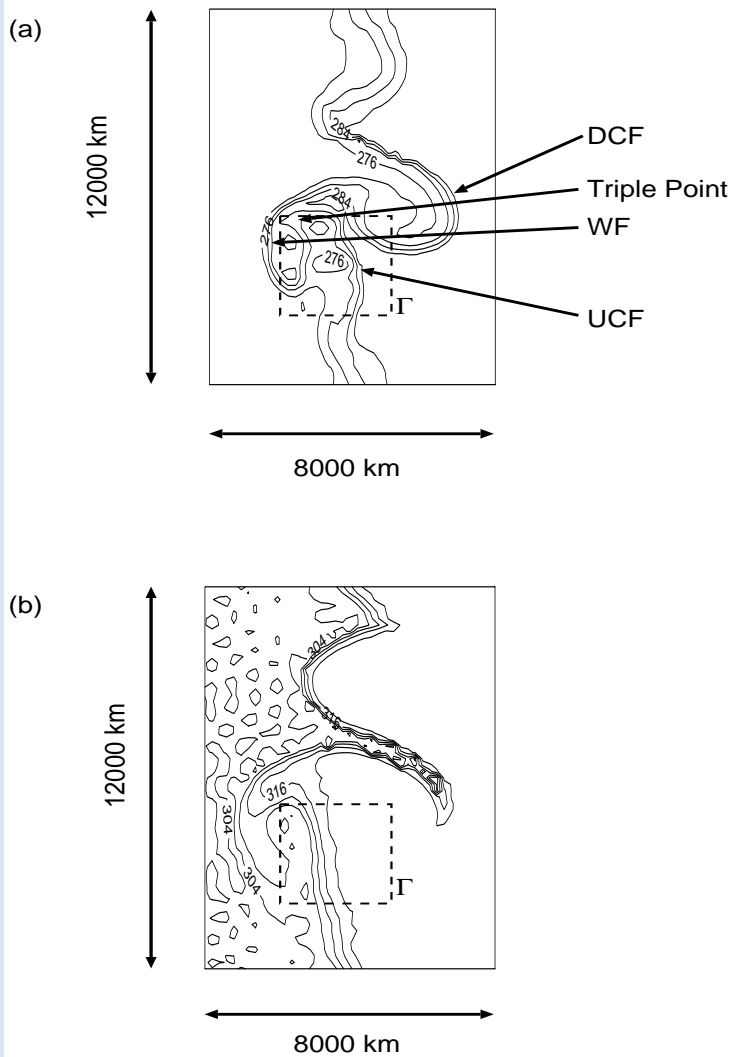 (a)
12000 km
284
276
284
276
276
Γ
DCF
Triple Point
WF
UCF
8000 km
(b)
12000 km
304
316
316
304
304
Γ
8000 km